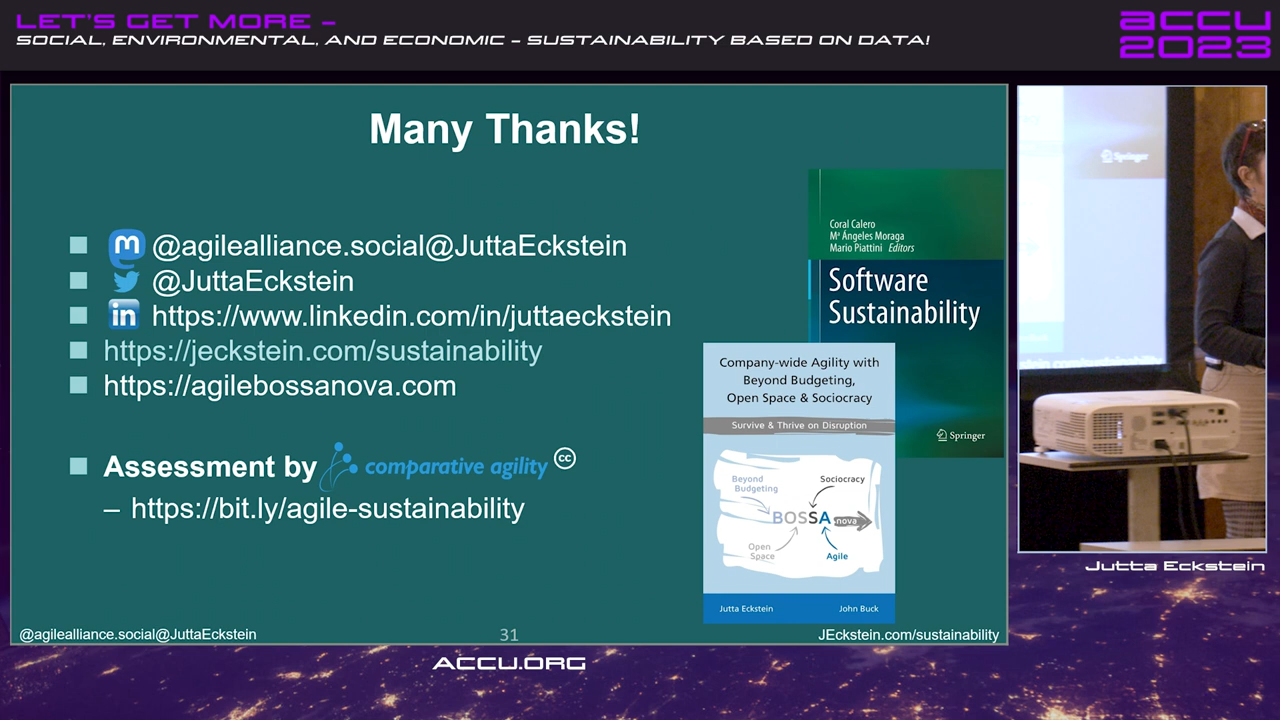 LET'S GET MORE –
SOCIAL, ENVIRONMENTAL, AND ECONOMIC – SUSTAINABILITY BASED ON DATA!
accu
2023
Many Thanks!
@agilealliance.social@JuttaEckstein
@JuttaEckstein
in https://www.linkedin.com/in/juttaeckstein
https://jeckstein.com/sustainability
https://agilebossanova.com
Assessment by comparative agility cc
– https://bit.ly/agile-sustainability
Coral Calero
Mª Ángeles Moraga
Mario Piattini Editors
Software
Sustainability
Springer
Company-wide Agility with
Beyond Budgeting,
Open Space & Sociocracy
Survive & Thrive on Disruption
Beyond
Budgeting
Sociocracy
BOSSA nova
Open
Space
Agile
Jutta Eckstein John Buck
@agilealliance.social@JuttaEckstein
31
JEckstein.com/sustainability
Springer
Jutta Eckstein
ACCU.ORG